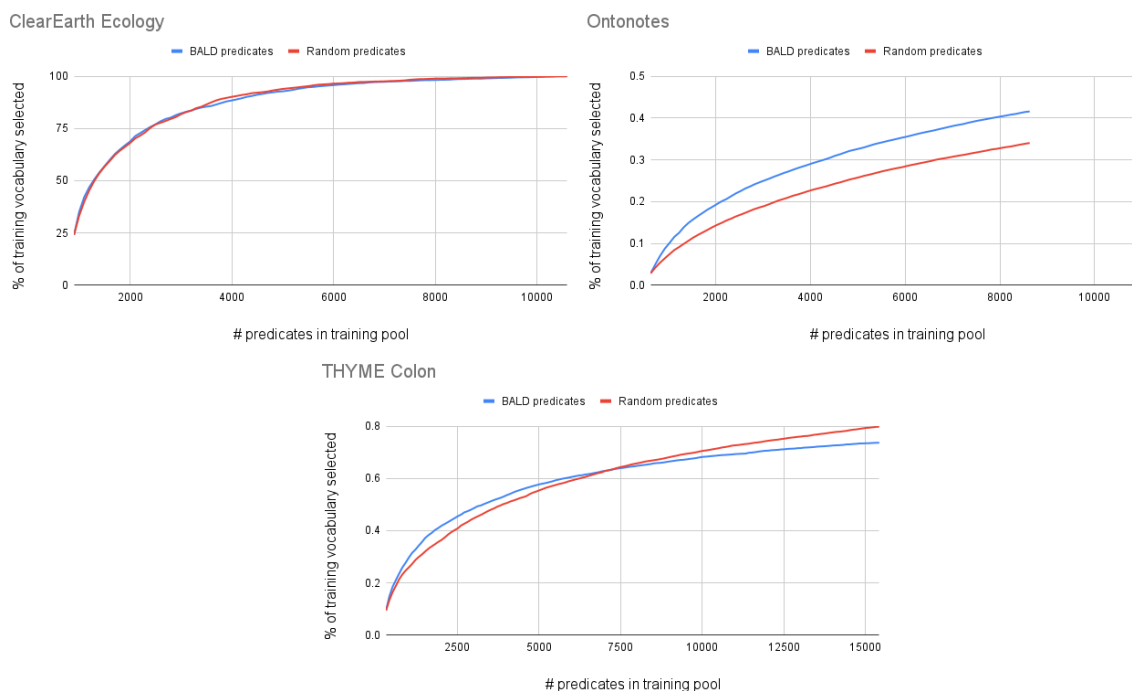 ClearEarth Ecology
BALD predicates Random predicates
% of training vocabulary selected
100
75
50
25
0
2000 4000 6000 8000 10000
# predicates in training pool
Ontonotes
BALD predicates Random predicates
% of training vocabulary selected
0.5
0.4
0.3
0.2
0.1
0.0
2000 4000 6000 8000 10000
# predicates in training pool
THYME Colon
BALD predicates Random predicates
% of training vocabulary selected
0.8
0.6
0.4
0.2
0.0
2500 5000 7500 10000 12500 15000
# predicates in training pool